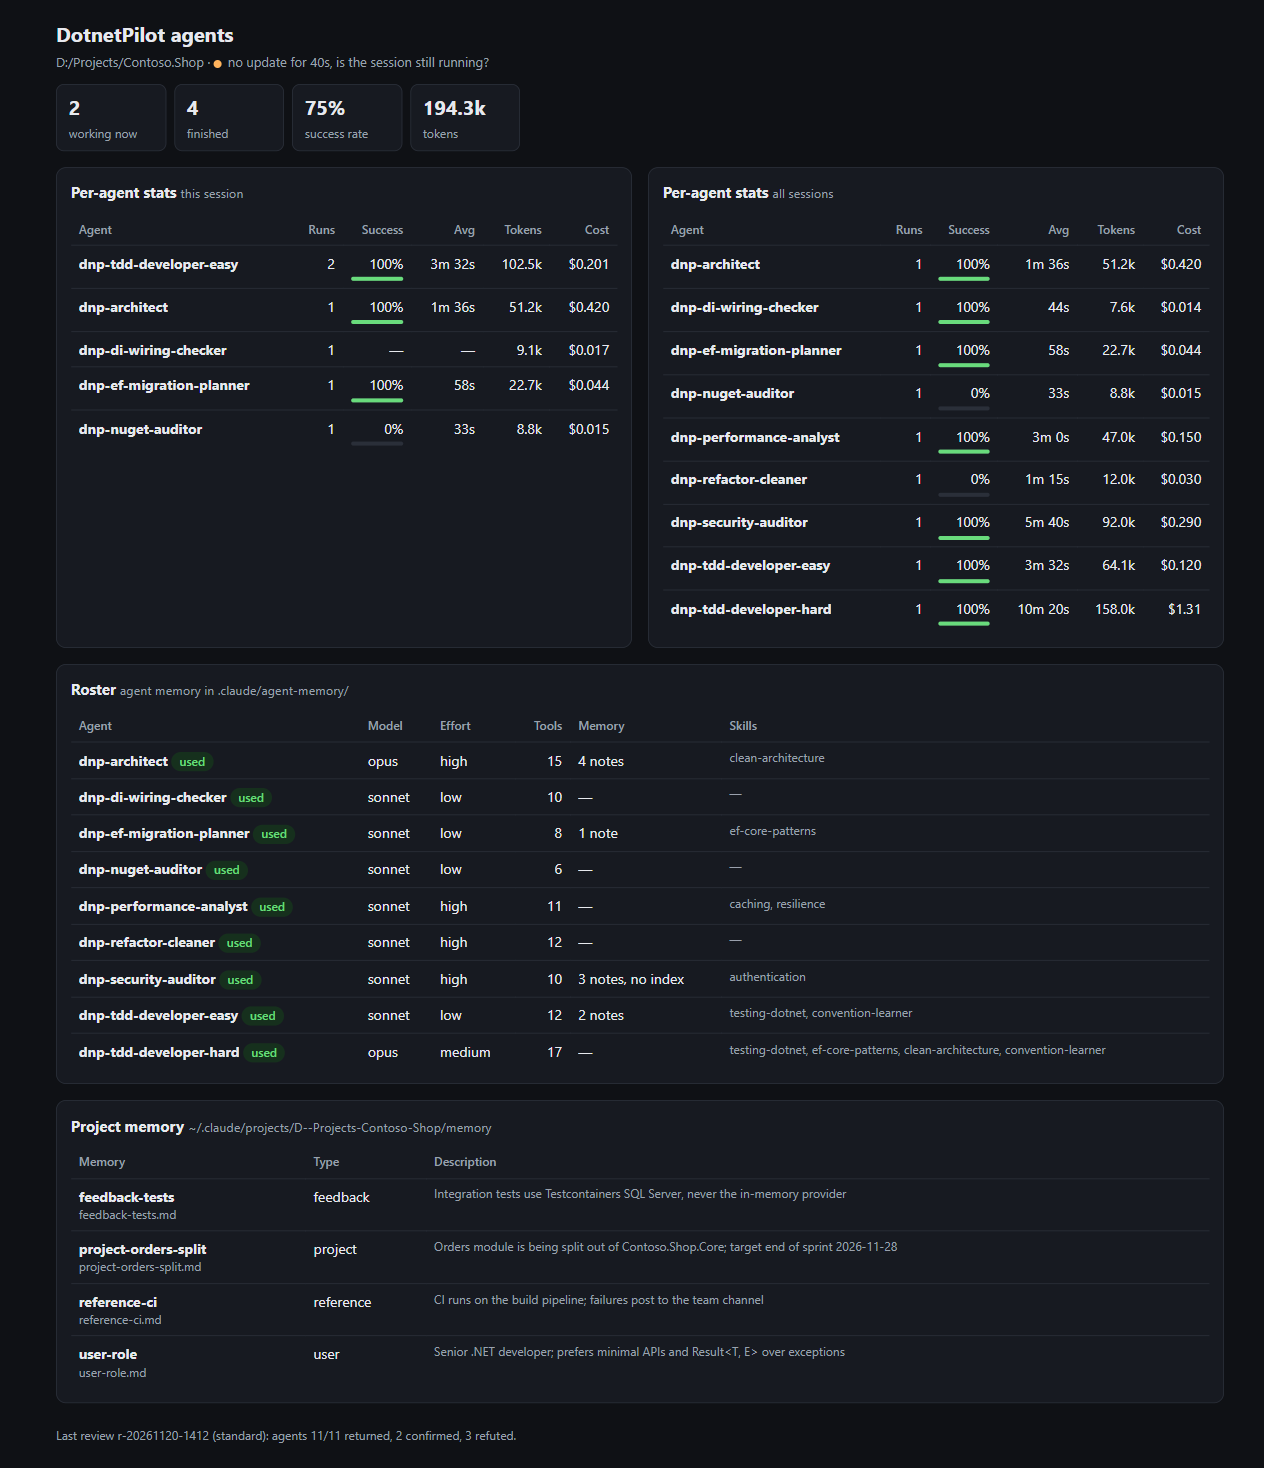 DotnetPilot agents
D:/Projects/Contoso.Shop · no update for 40s, is the session still running?
2
working now
4
finished
75%
success rate
194.3k
tokens
Per-agent stats this session
Agent Runs Success Avg Tokens Cost
dnp-tdd-developer-easy 2 100% 3m 32s 102.5k $0.201
dnp-architect 1 100% 1m 36s 51.2k $0.420
dnp-di-wiring-checker 1 — — 9.1k $0.017
dnp-ef-migration-planner 1 100% 58s 22.7k $0.044
dnp-nuget-auditor 1 0% 33s 8.8k $0.015
Per-agent stats all sessions
Agent Runs Success Avg Tokens Cost
dnp-architect 1 100% 1m 36s 51.2k $0.420
dnp-di-wiring-checker 1 100% 44s 7.6k $0.014
dnp-ef-migration-planner 1 100% 58s 22.7k $0.044
dnp-nuget-auditor 1 0% 33s 8.8k $0.015
dnp-performance-analyst 1 100% 3m 0s 47.0k $0.150
dnp-refactor-cleaner 1 0% 1m 15s 12.0k $0.030
dnp-security-auditor 1 100% 5m 40s 92.0k $0.290
dnp-tdd-developer-easy 1 100% 3m 32s 64.1k $0.120
dnp-tdd-developer-hard 1 100% 10m 20s 158.0k $1.31
Roster agent memory in .claude/agent-memory/
Agent Model Effort Tools Memory Skills
dnp-architect used opus high 15 4 notes clean-architecture
dnp-di-wiring-checker used sonnet low 10 — —
dnp-ef-migration-planner used sonnet low 8 1 note ef-core-patterns
dnp-nuget-auditor used sonnet low 6 — —
dnp-performance-analyst used sonnet high 11 — caching, resilience
dnp-refactor-cleaner used sonnet high 12 — —
dnp-security-auditor used sonnet high 10 3 notes, no index authentication
dnp-tdd-developer-easy used sonnet low 12 2 notes testing-dotnet, convention-learner
dnp-tdd-developer-hard used opus medium 17 — testing-dotnet, ef-core-patterns, clean-architecture, convention-learner
Project memory ~/.claude/projects/D--Projects-Contoso-Shop/memory
Memory Type Description
feedback-tests feedback Integration tests use Testcontainers SQL Server, never the in-memory provider
feedback-tests.md
project-orders-split project Orders module is being split out of Contoso.Shop.Core; target end of sprint 2026-11-28
project-orders-split.md
reference-ci reference CI runs on the build pipeline; failures post to the team channel
reference-ci.md
user-role user Senior .NET developer; prefers minimal APIs and Result<T, E> over exceptions
user-role.md
Last review r-20261120-1412 (standard): agents 11/11 returned, 2 confirmed, 3 refuted.